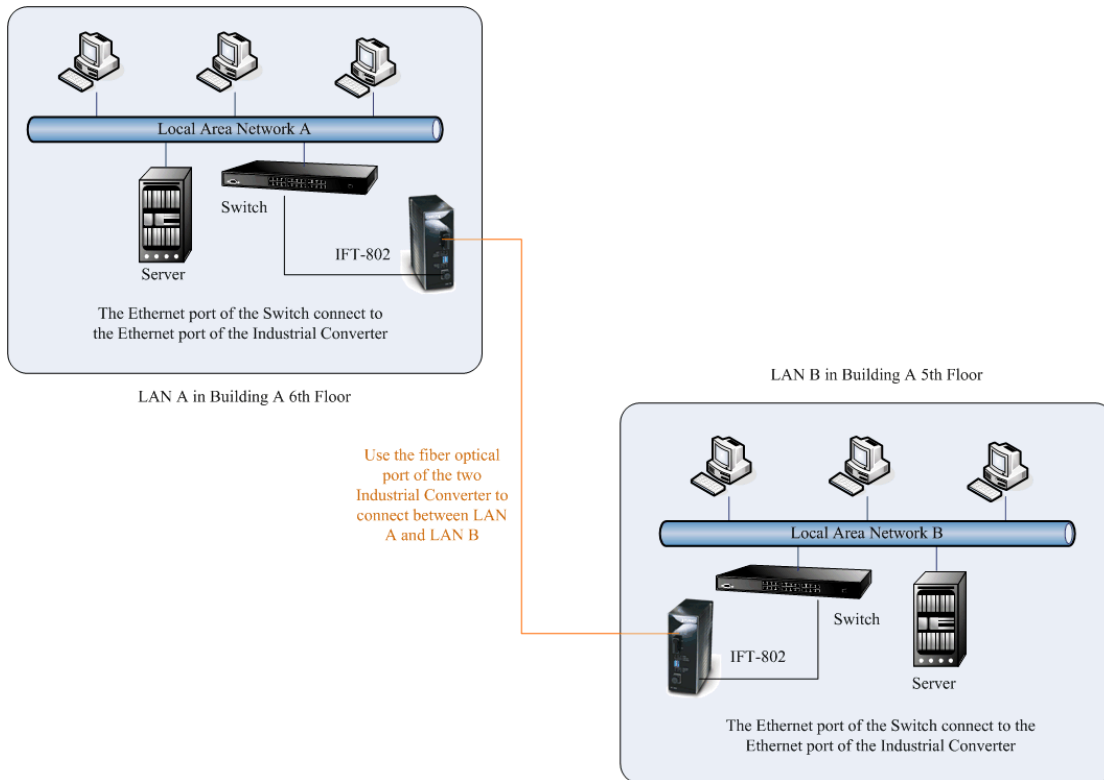 Local Area Network A
Switch
IFT-802
Server
The Ethernet port of the Switch connect to
the Ethernet port of the Industrial Converter
LAN A in Building A 6th Floor
Use the fiber optical
port of the two
Industrial Converter to
connect between LAN
A and LAN B
LAN B in Building A 5th Floor
Local Area Network B
Switch
IFT-802
Server
The Ethernet port of the Switch connect to the
Ethernet port of the Industrial Converter